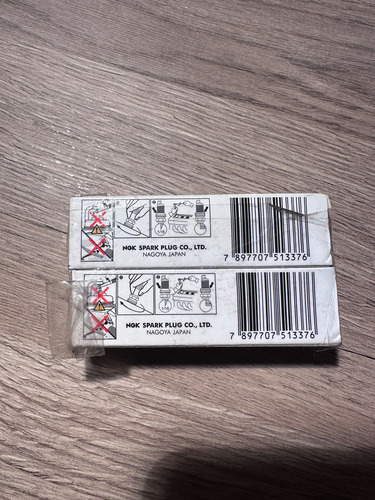 NGK SPARK PLUG CO., LTD.
NAGOYA JAPAN
7 897707 513376
NGK SPARK PLUG CO., LTD.
NAGOYA JAPAN
7 897707 513376